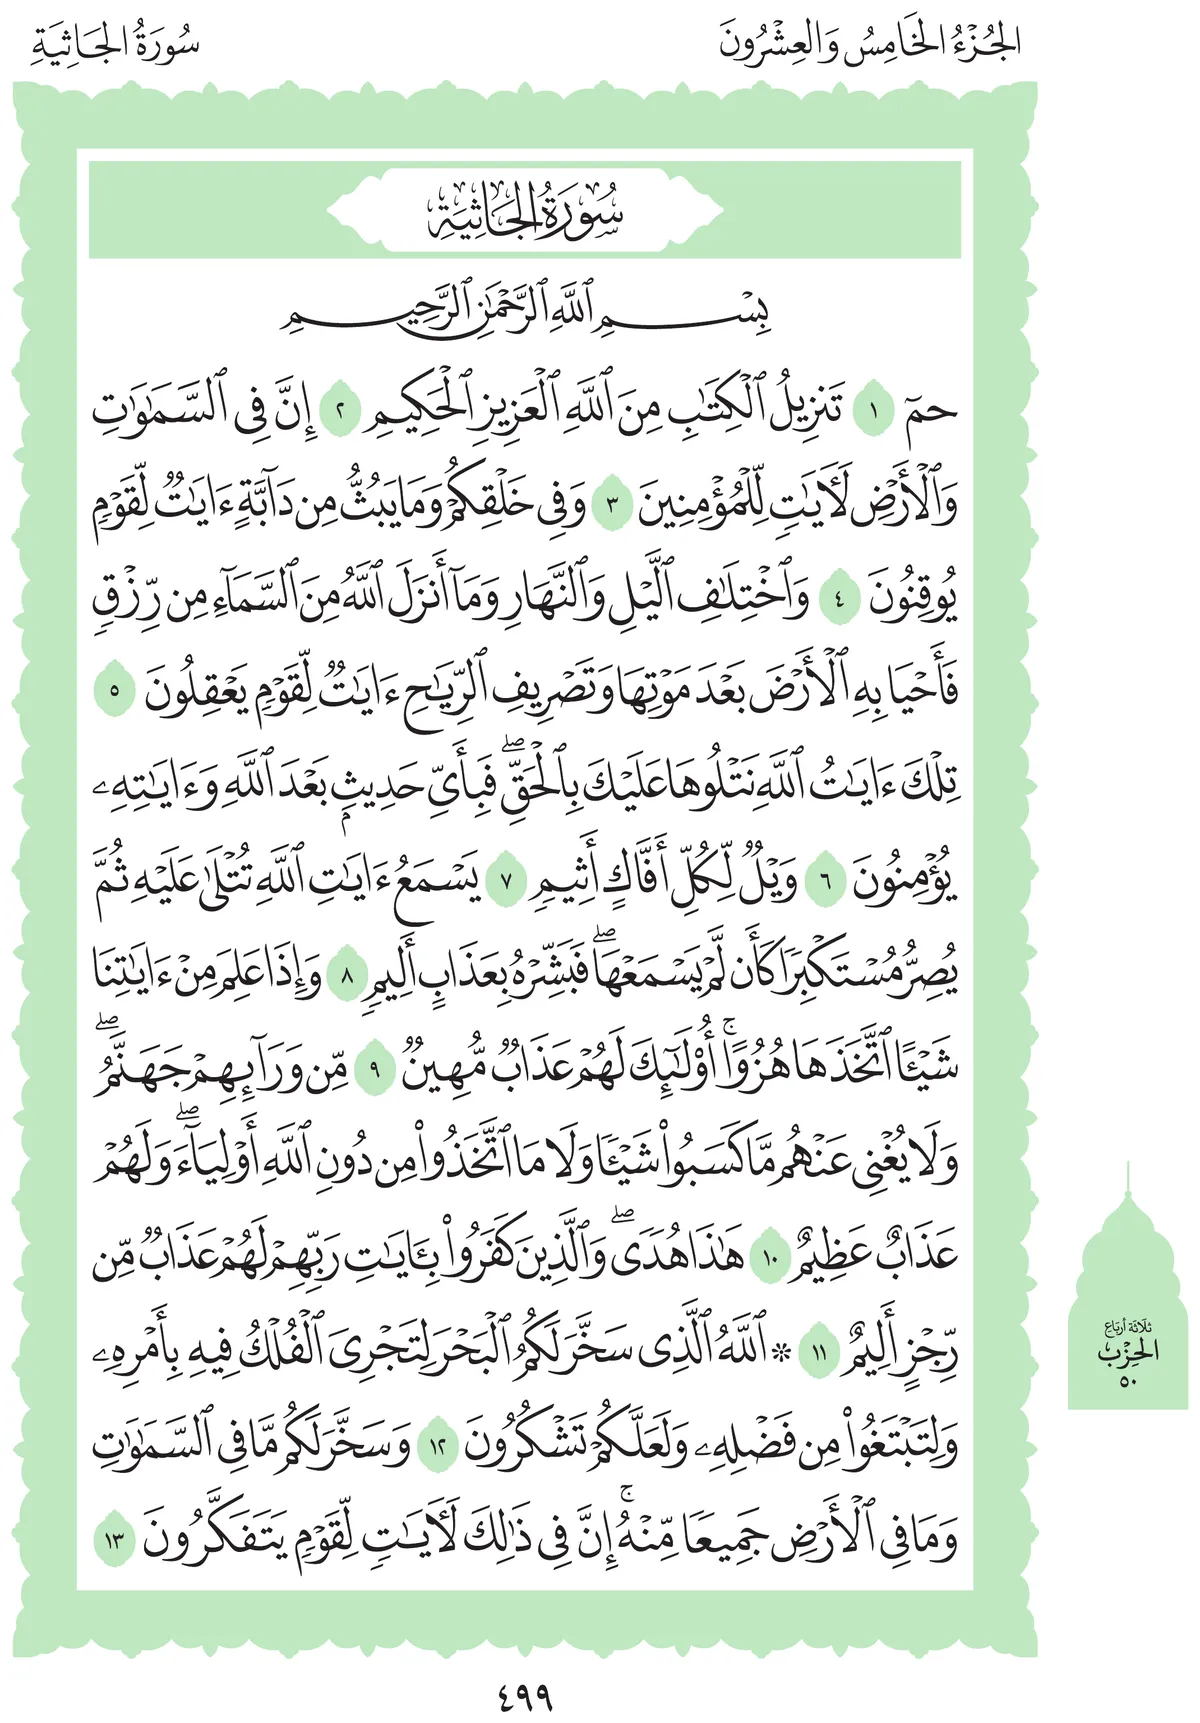 الجُزْءُ الخَامِسُ وَالعِشْرُونَ
سُورَةُ الجَاثِيَةِ
سُورَةُ الجَاثِيَةِ
بِسْمِ ٱللَّهِ ٱلرَّحْمَٰنِ ٱلرَّحِيمِ
حمٓ ١ تَنزِيلُ ٱلْكِتَٰبِ مِنَ ٱللَّهِ ٱلْعَزِيزِ ٱلْحَكِيمِ ٢ إِنَّ فِى ٱلسَّمَٰوَٰتِ
وَٱلْأَرْضِ لَأٓيَٰتٍ لِّلْمُؤْمِنِينَ ٣ وَفِى خَلْقِكُمْ وَمَا يَبُثُّ مِن دَآبَّةٍ ءَايَٰتٌ لِّقَوْمٍ
يُوقِنُونَ ٤ وَٱخْتِلَٰفِ ٱلَّيْلِ وَٱلنَّهَارِ وَمَآ أَنزَلَ ٱللَّهُ مِنَ ٱلسَّمَآءِ مِن رِّزْقٍ
فَأَحْيَا بِهِ ٱلْأَرْضَ بَعْدَ مَوْتِهَا وَتَصْرِيفِ ٱلرِّيَٰحِ ءَايَٰتٌ لِّقَوْمٍ يَعْقِلُونَ ٥
تِلْكَ ءَايَٰتُ ٱللَّهِ نَتْلُوهَا عَلَيْكَ بِٱلْحَقِّۖ فَبِأَىِّ حَدِيثٍۭ بَعْدَ ٱللَّهِ وَءَايَٰتِهِۦ
يُؤْمِنُونَ ٦ وَيْلٌ لِّكُلِّ أَفَّاكٍ أَثِيمٍ ٧ يَسْمَعُ ءَايَٰتِ ٱللَّهِ تُتْلَىٰ عَلَيْهِ ثُمَّ
يُصِرُّ مُسْتَكْبِرًا كَأَن لَّمْ يَسْمَعْهَاۖ فَبَشِّرْهُ بِعَذَابٍ أَلِيمٍ ٨ وَإِذَا عَلِمَ مِنْ ءَايَٰتِنَا
شَيْـًٔا ٱتَّخَذَهَا هُزُوًاۚ أُو۟لَٰٓئِكَ لَهُمْ عَذَابٌ مُّهِينٌ ٩ مِّن وَرَآئِهِمْ جَهَنَّمُۖ
وَلَا يُغْنِى عَنْهُم مَّا كَسَبُوا۟ شَيْـًٔا وَلَا مَا ٱتَّخَذُوا۟ مِن دُونِ ٱللَّهِ أَوْلِيَآءَۖ وَلَهُمْ
عَذَابٌ عَظِيمٌ ١٠ هَٰذَا هُدًىۖ وَٱلَّذِينَ كَفَرُوا۟ بِـَٔايَٰتِ رَبِّهِمْ لَهُمْ عَذَابٌ مِّن
رِّجْزٍ أَلِيمٌ ١١ ۞ ٱللَّهُ ٱلَّذِى سَخَّرَ لَكُمُ ٱلْبَحْرَ لِتَجْرِىَ ٱلْفُلْكُ فِيهِ بِأَمْرِهِۦ
وَلِتَبْتَغُوا۟ مِن فَضْلِهِۦ وَلَعَلَّكُمْ تَشْكُرُونَ ١٢ وَسَخَّرَ لَكُم مَّا فِى ٱلسَّمَٰوَٰتِ
وَمَا فِى ٱلْأَرْضِ جَمِيعًا مِّنْهُۚ إِنَّ فِى ذَٰلِكَ لَأٓيَٰتٍ لِّقَوْمٍ يَتَفَكَّرُونَ ١٣
ثَلَاثَة أَرْبَاع
الحِزْب
٥٠
٤٩٩